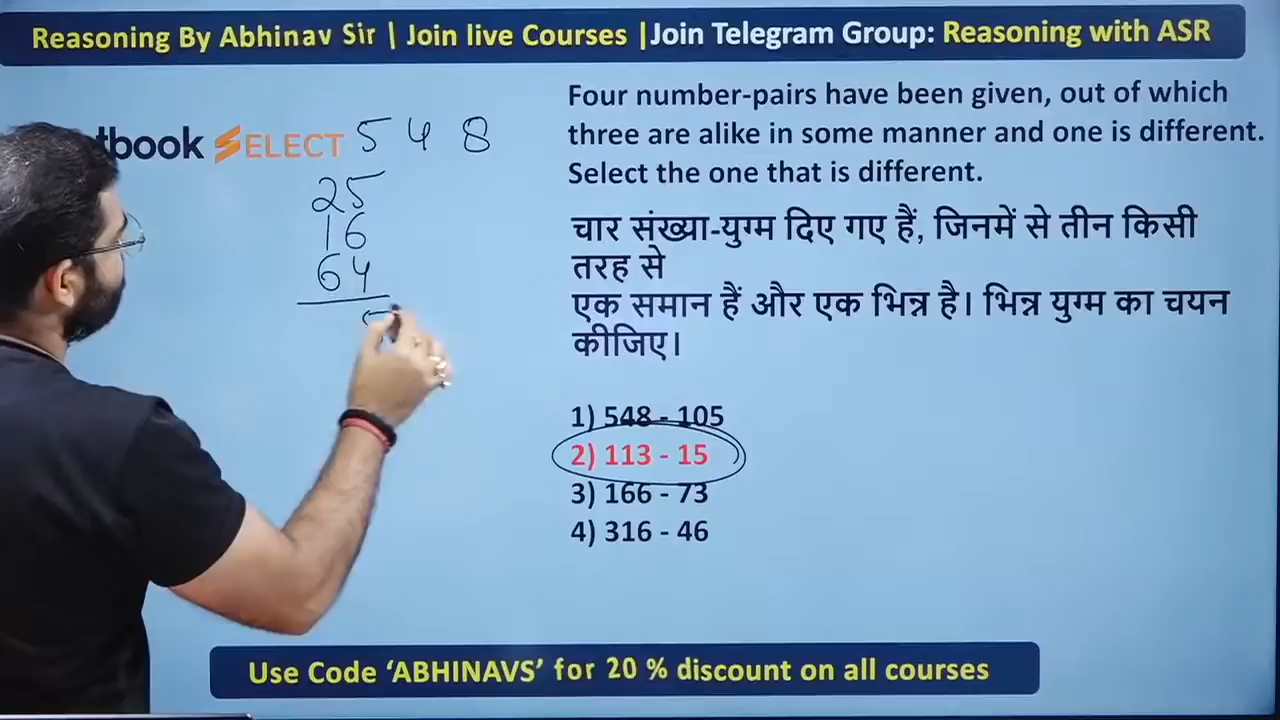 Reasoning By Abhinav Sir | Join live Courses |Join Telegram Group: Reasoning with ASR
tbook SELECT 5 4 8
25
16
64
Four number-pairs have been given, out of which
three are alike in some manner and one is different.
Select the one that is different.
चार संख्या-युग्म दिए गए हैं, जिनमें से तीन किसी
तरह से
एक समान हैं और एक भिन्न है। भिन्न युग्म का चयन
कीजिए।
1) 548 - 105
2) 113 - 15
3) 166 - 73
4) 316 - 46
Use Code ‘ABHINAVS’ for 20 % discount on all courses